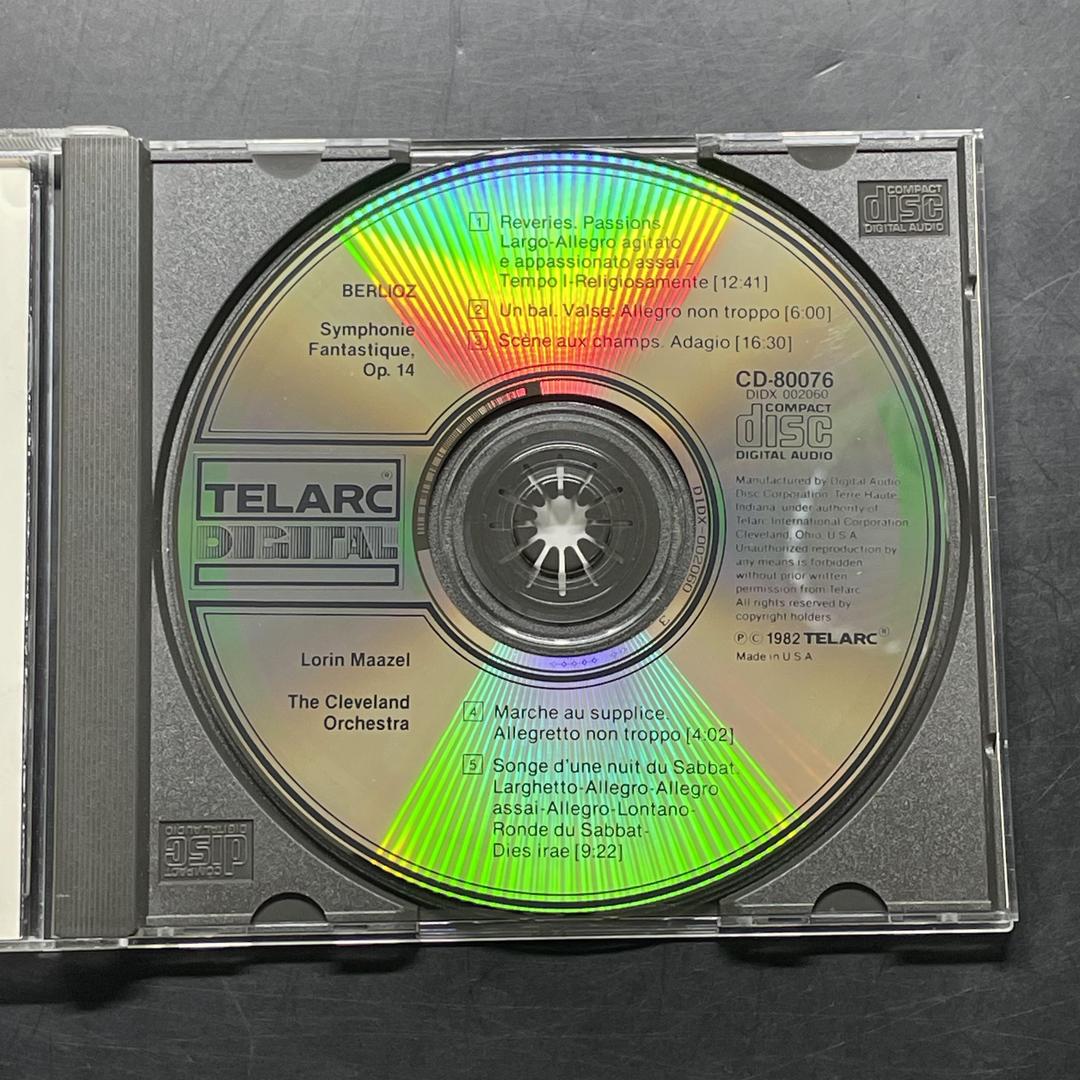 COMPACT
disc
DIGITAL AUDIO
1 Reveries. Passions
Largo-Allegro agitato
e appassionato assai –
Tempo I-Religiosamente [12:41]
2 Un bal. Valse: Allegro non troppo [6:00]
3 Scène aux champs. Adagio [16:30]
BERLIOZ
Symphonie
Fantastique,
Op. 14
CD-80076
DIDX 002060
COMPACT
disc
DIGITAL AUDIO
TELARC®
DIGITAL
Manufactured by Digital Audio
Disc Corporation, Terre Haute,
Indiana, under authority of
Telarc International Corporation
Cleveland, Ohio, U.S.A.
Unauthorized reproduction by
any means is forbidden
without prior written
permission from Telarc
All rights reserved by
copyright holders
℗ © 1982 TELARC®
Made in U S A
DIDX 002060
3
Lorin Maazel
The Cleveland
Orchestra
4 Marche au supplice.
Allegretto non troppo [4:02]
5 Songe d'une nuit du Sabbat.
Larghetto-Allegro-Allegro
assai-Allegro-Lontano-
Ronde du Sabbat-
Dies irae [9:22]
COMPACT
disc
DIGITAL AUDIO